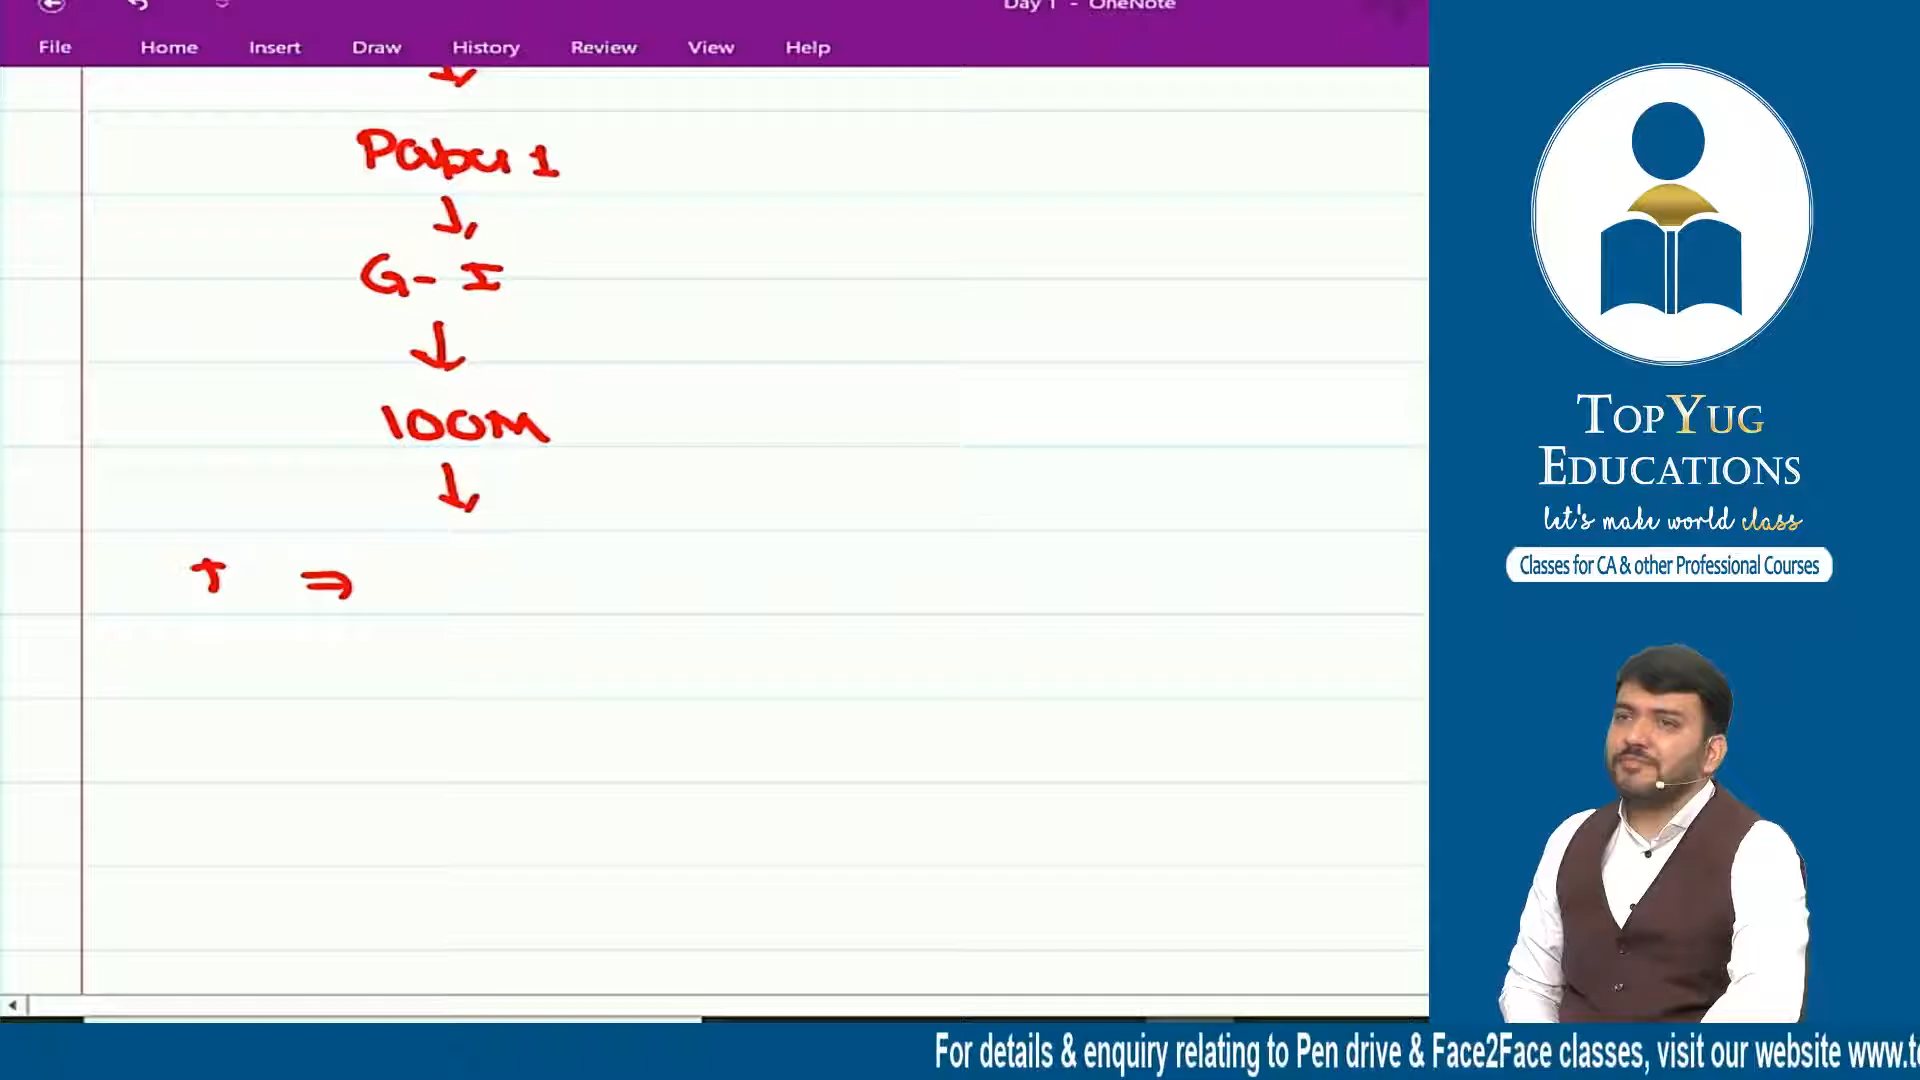 Day 1 - OneNote
File Home Insert Draw History Review View Help
Paper 1
↓
G - I
↓
100M
↓
T ⇒
TopYug
Educations
let's make world class
Classes for CA & other Professional Courses
For details & enquiry relating to Pen drive & Face2Face classes, visit our website www.t